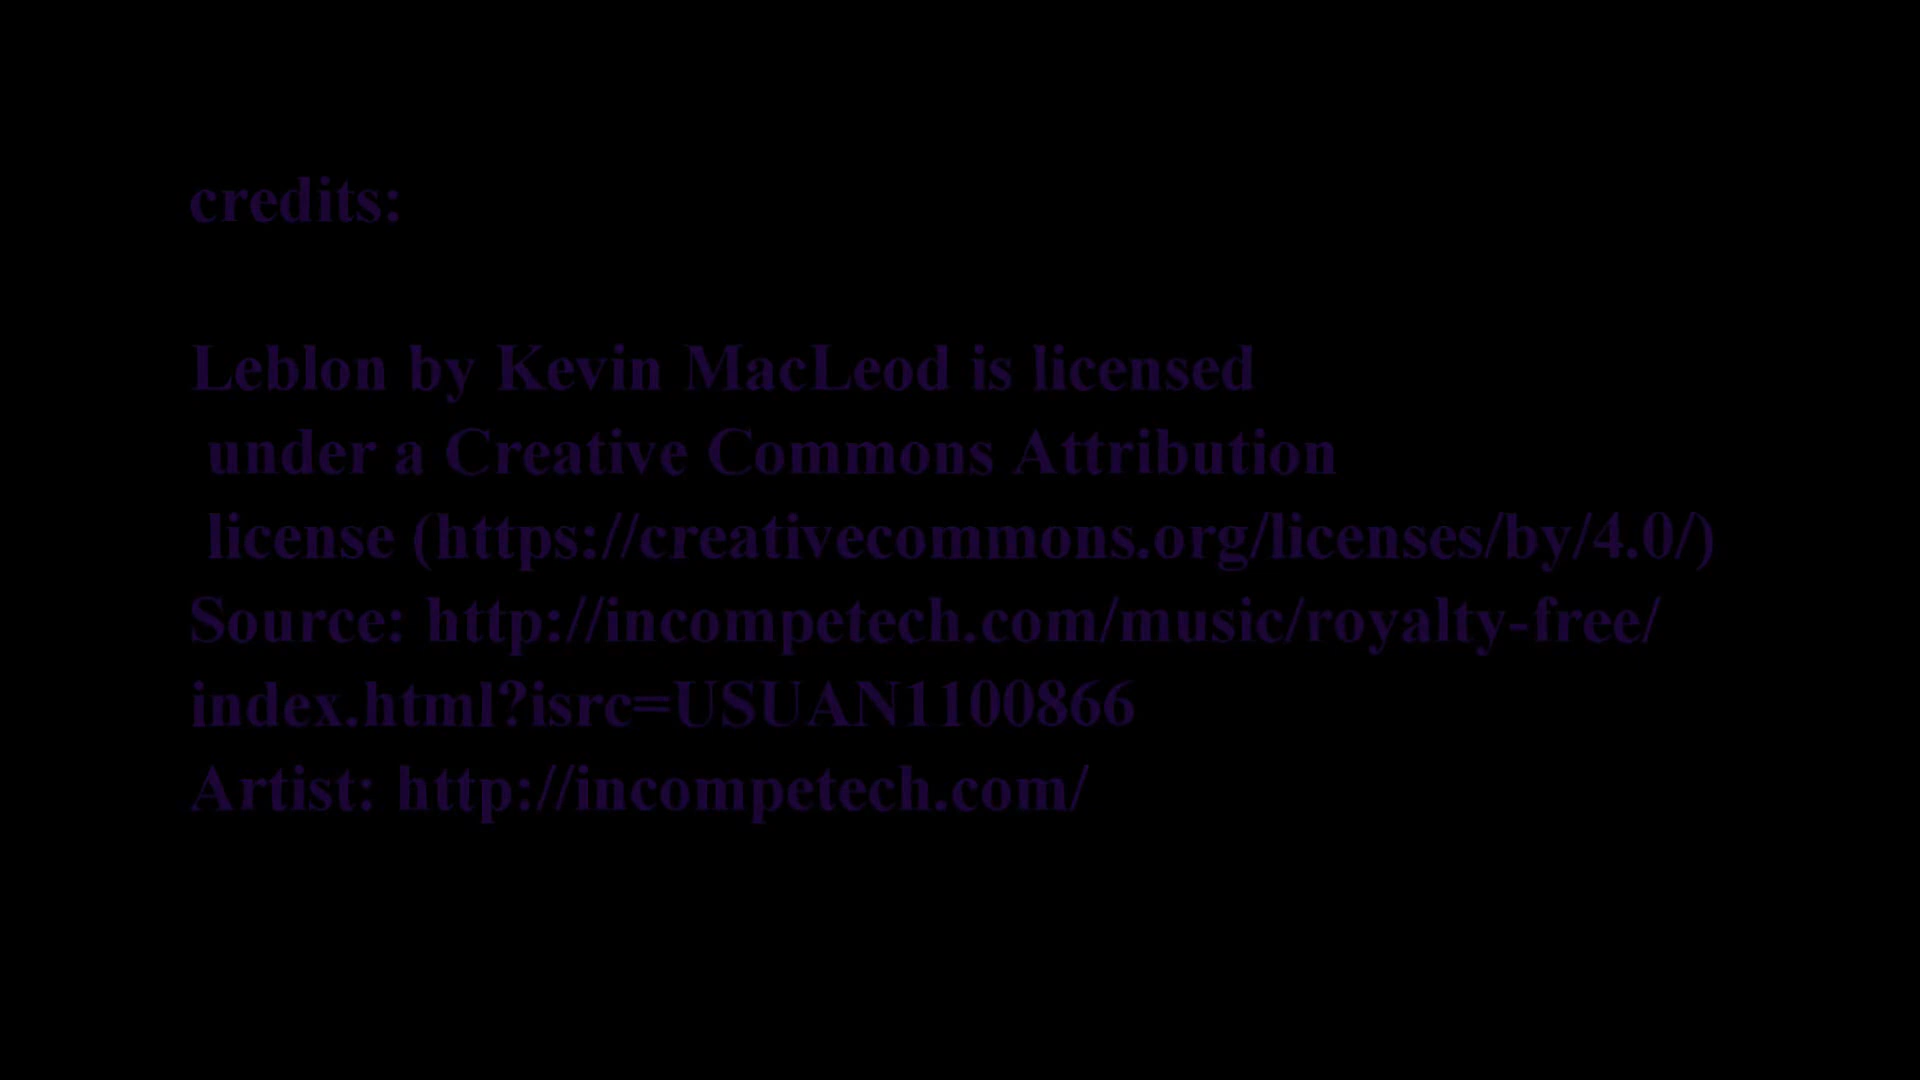 credits:
Leblon by Kevin MacLeod is licensed
under a Creative Commons Attribution
license (https://creativecommons.org/licenses/by/4.0/)
Source: http://incompetech.com/music/royalty-free/
index.html?isrc=USUAN1100866
Artist: http://incompetech.com/